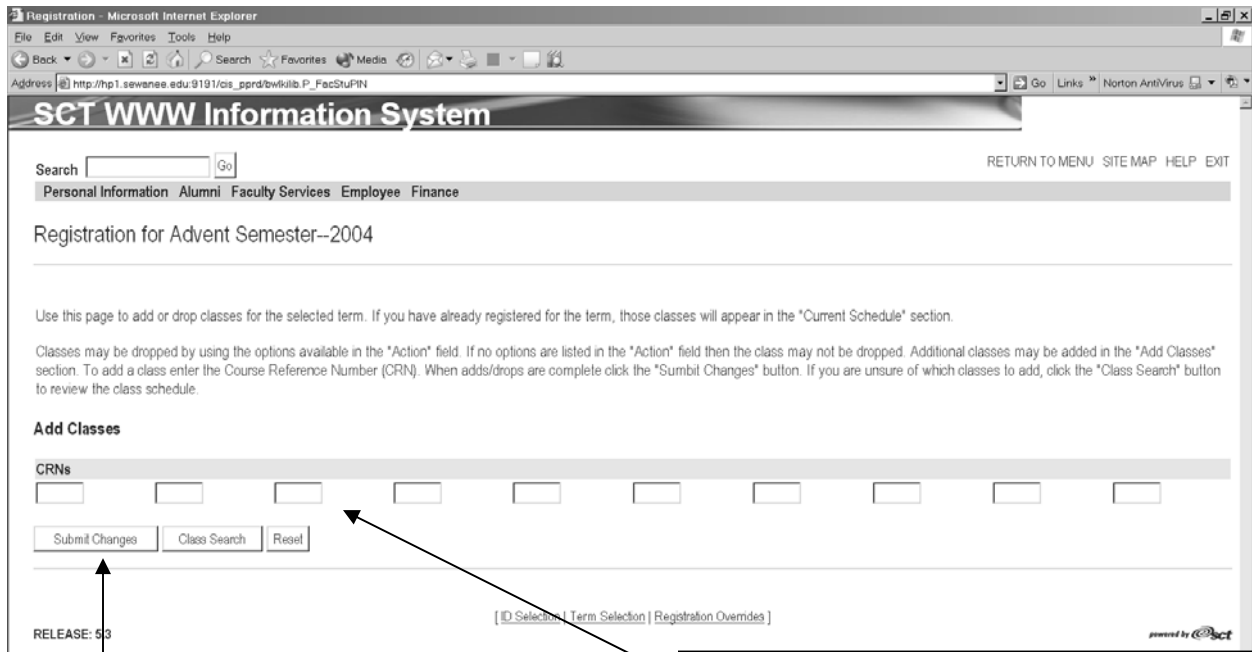 Registration - Microsoft Internet Explorer
File Edit View Favorites Tools Help
Back Search Favorites Media
Address http://hp1.sewanee.edu:9191/cis_pprd/bwlkilib.P_FacStuPIN Go Links » Norton AntiVirus
SCT WWW Information System
Search Go RETURN TO MENU SITE MAP HELP EXIT
Personal Information Alumni Faculty Services Employee Finance
Registration for Advent Semester--2004
Use this page to add or drop classes for the selected term. If you have already registered for the term, those classes will appear in the "Current Schedule" section.
Classes may be dropped by using the options available in the "Action" field. If no options are listed in the "Action" field then the class may not be dropped. Additional classes may be added in the "Add Classes"
section. To add a class enter the Course Reference Number (CRN). When adds/drops are complete click the "Sumbit Changes" button. If you are unsure of which classes to add, click the "Class Search" button
to review the class schedule.
Add Classes
CRNs
Submit Changes Class Search Reset
[ ID Selection | Term Selection | Registration Overrides ]
RELEASE: 5.3 powered by sct